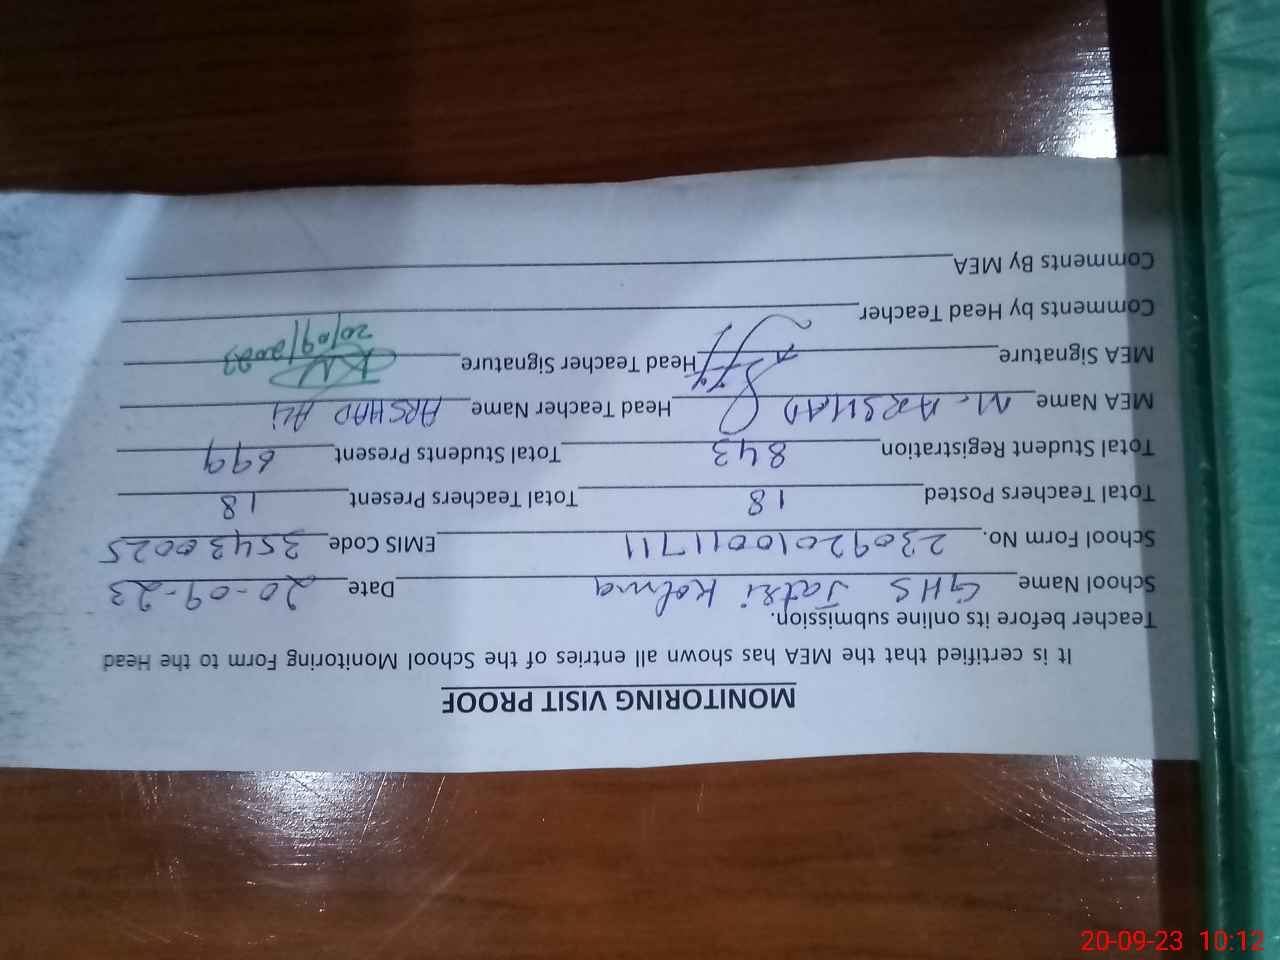 MONITORING VISIT PROOF
It is certified that the MEA has shown all entries of the School Monitoring Form to the Head
Teacher before its online submission.
School Name GHS Jatri Kohna Date 20-09-23
School Form No. 2309201001711 EMIS Code 35430025
Total Teachers Posted 18 Total Teachers Present 18
Total Student Registration 843 Total Students Present 699
MEA Name M. ARSHAD Head Teacher Name ARSHAD Ali
MEA Signature Head Teacher Signature
20/09/2023
Comments by Head Teacher
Comments By MEA
20-09-23 10:12